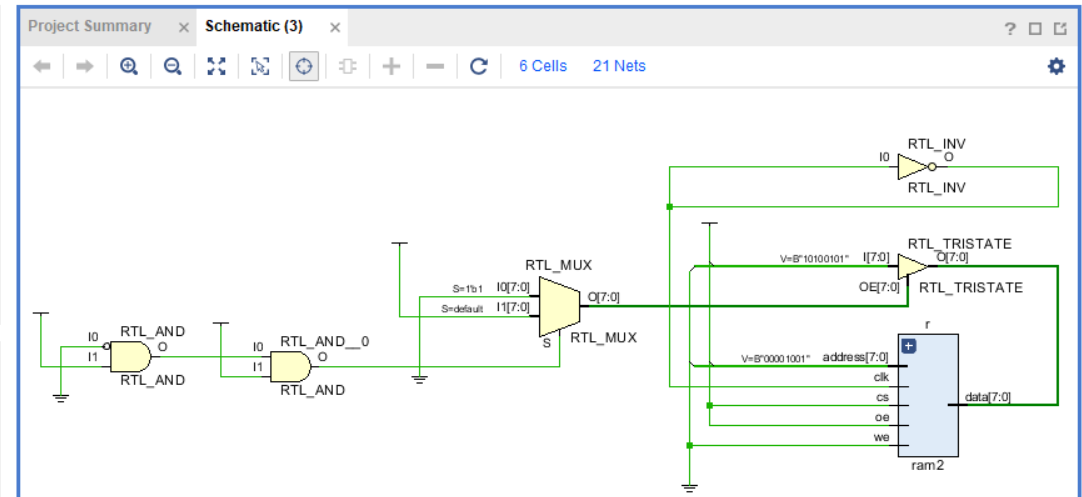 Project Summary × Schematic (3) × ?
6 Cells 21 Nets
RTL_INV
I0 O
RTL_INV
RTL_TRISTATE
V=B"10100101" I[7:0] O[7:0]
OE[7:0] RTL_TRISTATE
RTL_MUX
S=1'b1 I0[7:0] O[7:0]
S=default I1[7:0]
S RTL_MUX
RTL_AND
I0 O
I1
RTL_AND
RTL_AND__0
I0 O
I1
RTL_AND
r
V=B"00001001" address[7:0]
clk
cs data[7:0]
oe
we
ram2